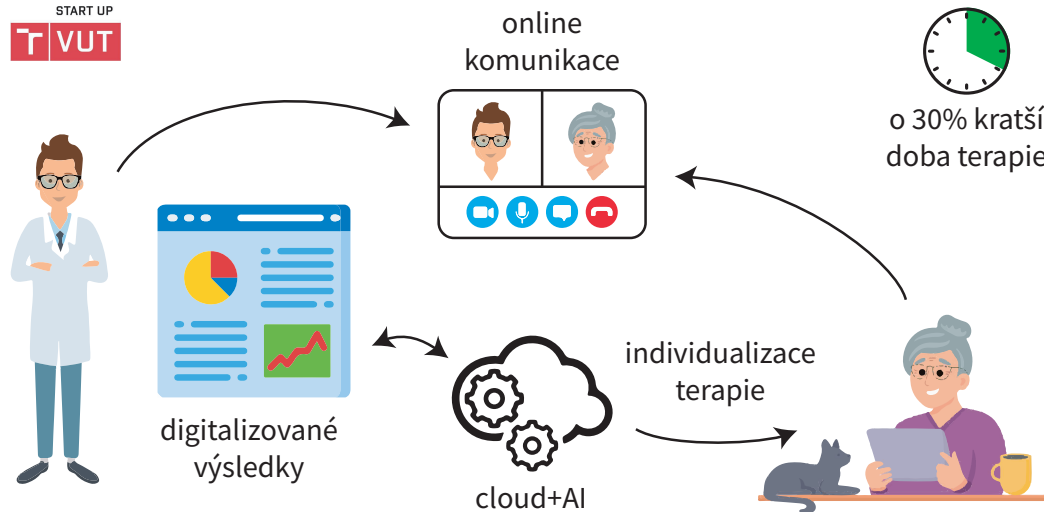 START UP
T VUT
online
komunikace
o 30% kratší
doba terapie
individualizace
terapie
digitalizované
výsledky
cloud+AI